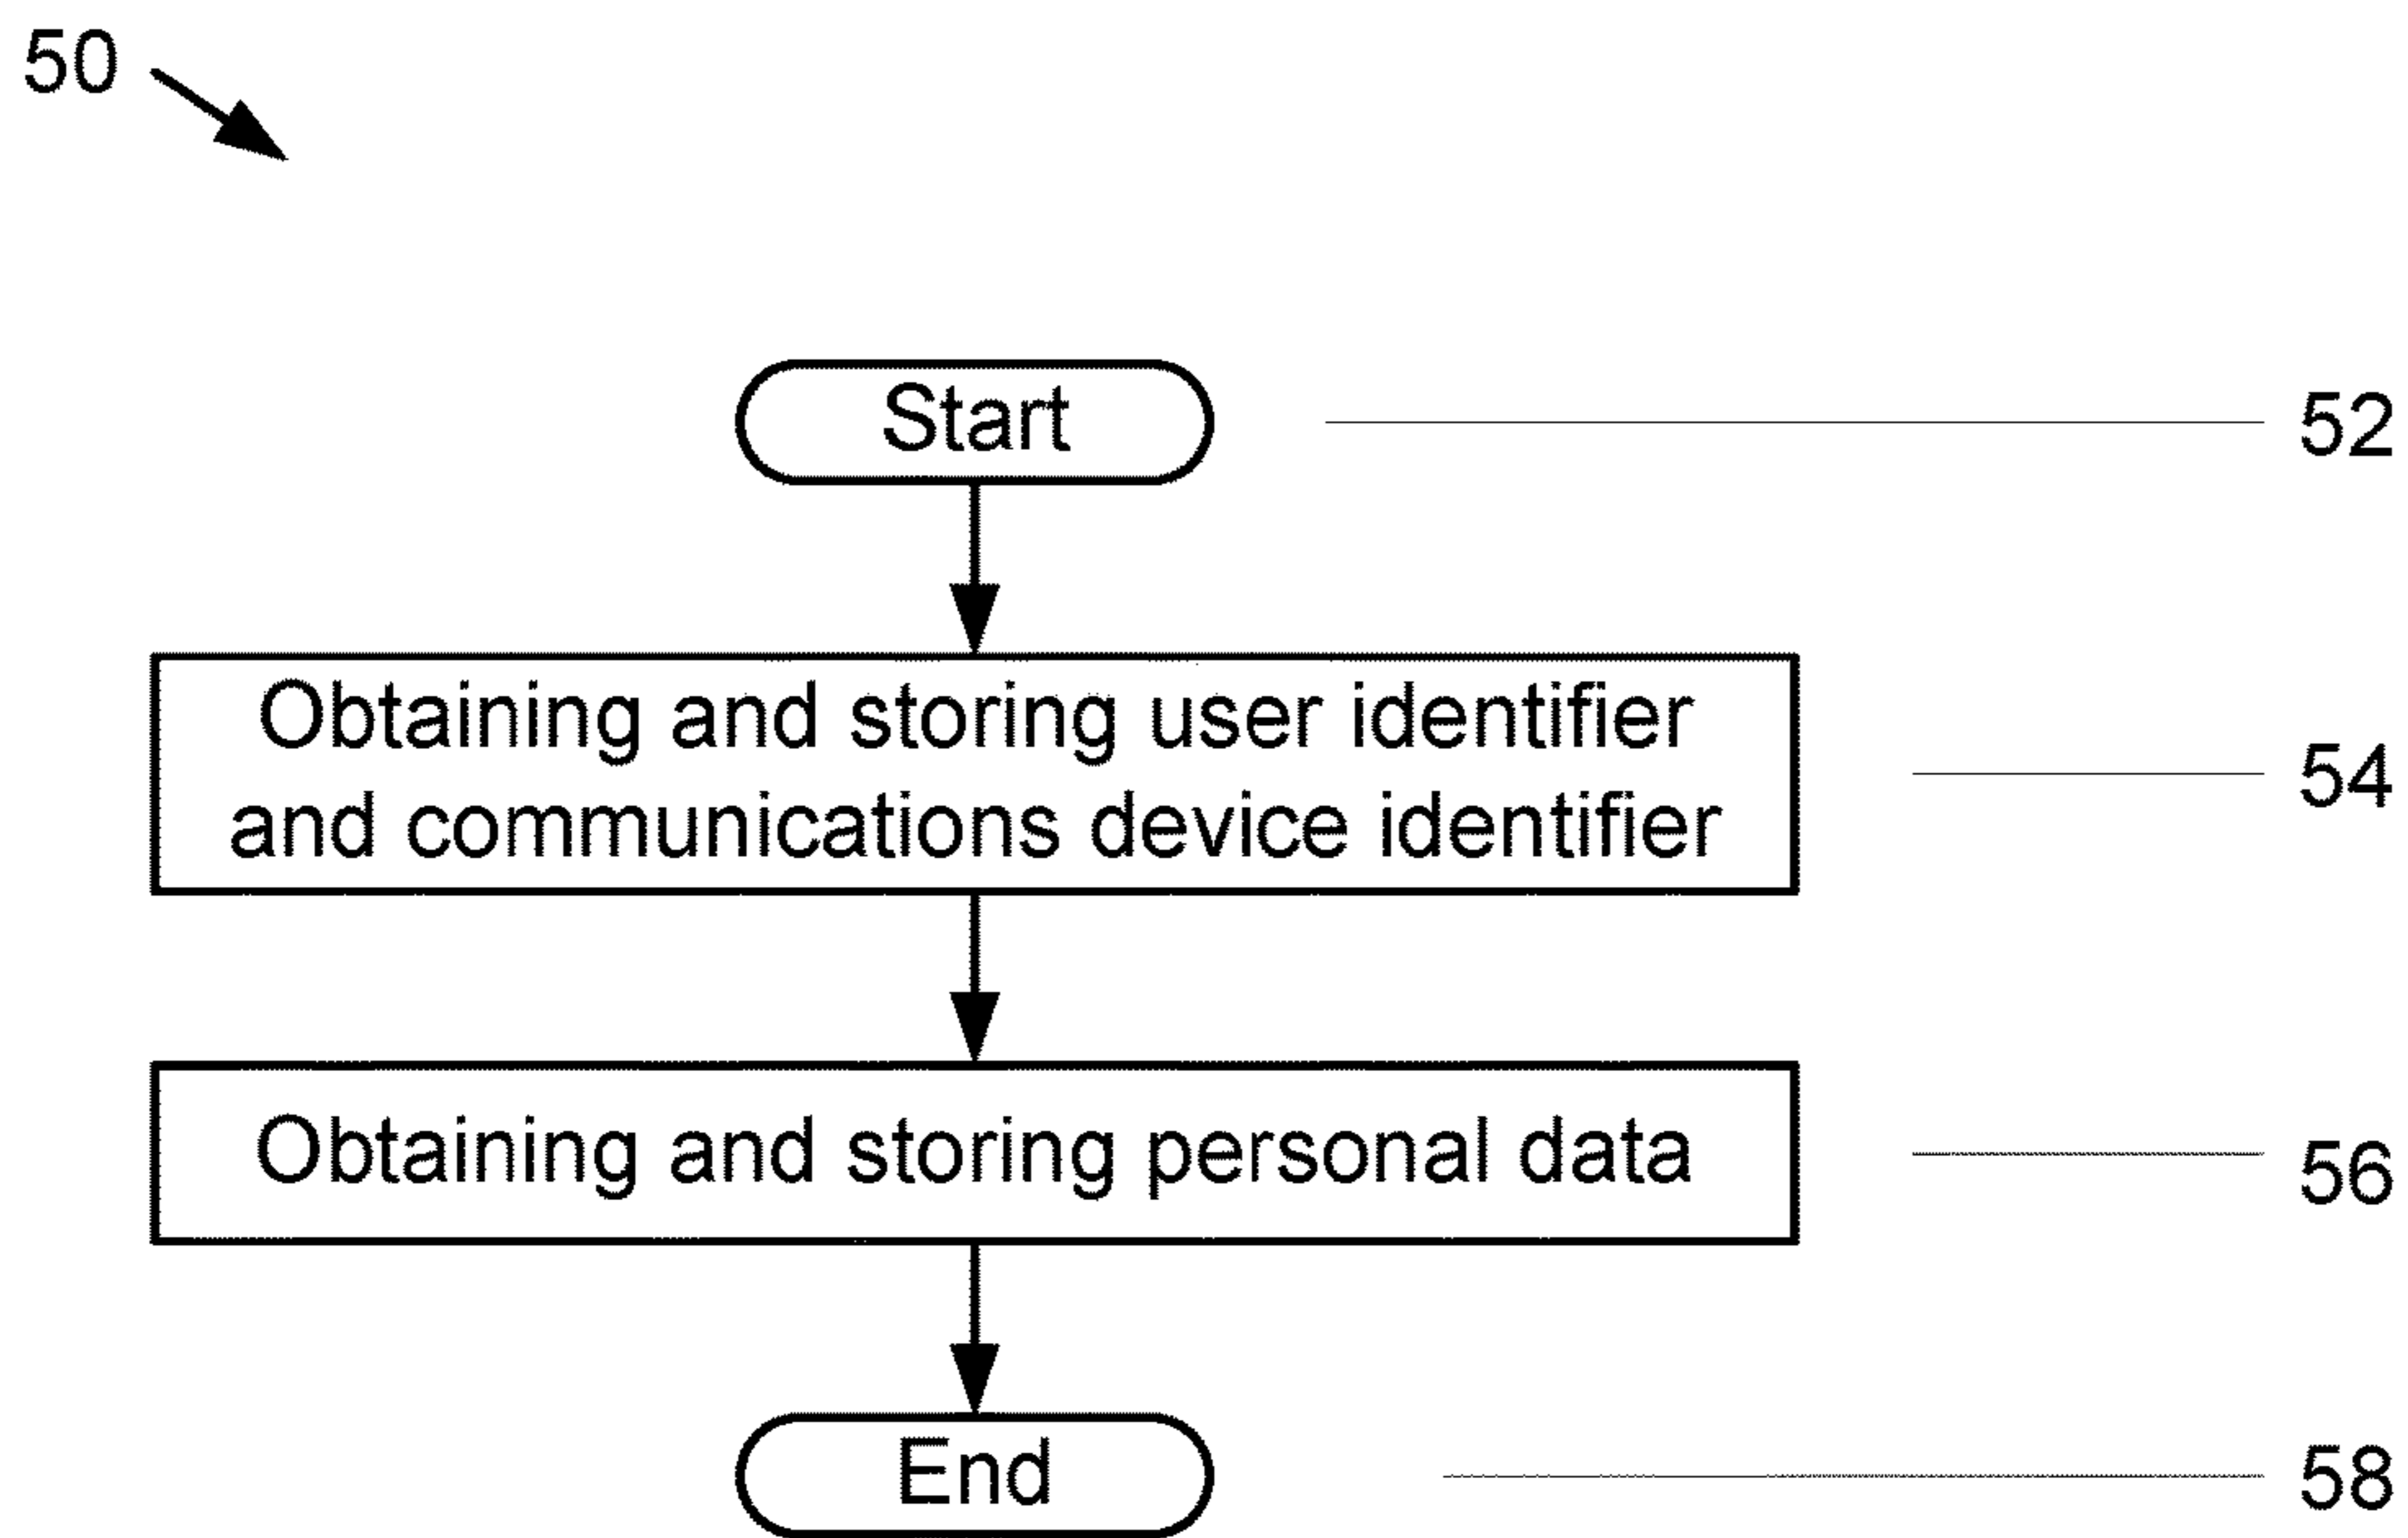 50
Start
52
Obtaining and storing user identifier
and communications device identifier
54
Obtaining and storing personal data
56
End
58